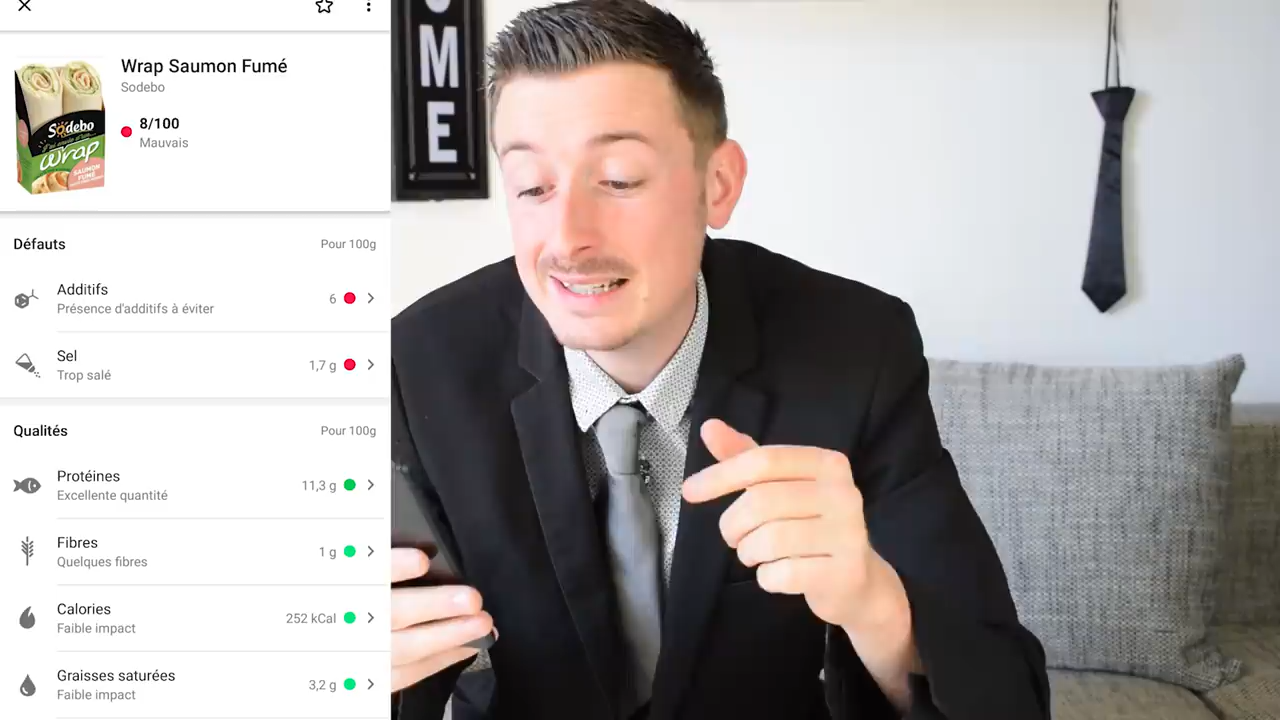 Wrap Saumon Fumé
Sodebo
8/100
Mauvais
Sodebo
wrap
SAUMON
FUMÉ
Défauts
Pour 100g
Additifs
Présence d'additifs à éviter
6
Sel
Trop salé
1,7 g
Qualités
Pour 100g
Protéines
Excellente quantité
11,3 g
Fibres
Quelques fibres
1 g
Calories
Faible impact
252 kCal
Graisses saturées
Faible impact
3,2 g
OME